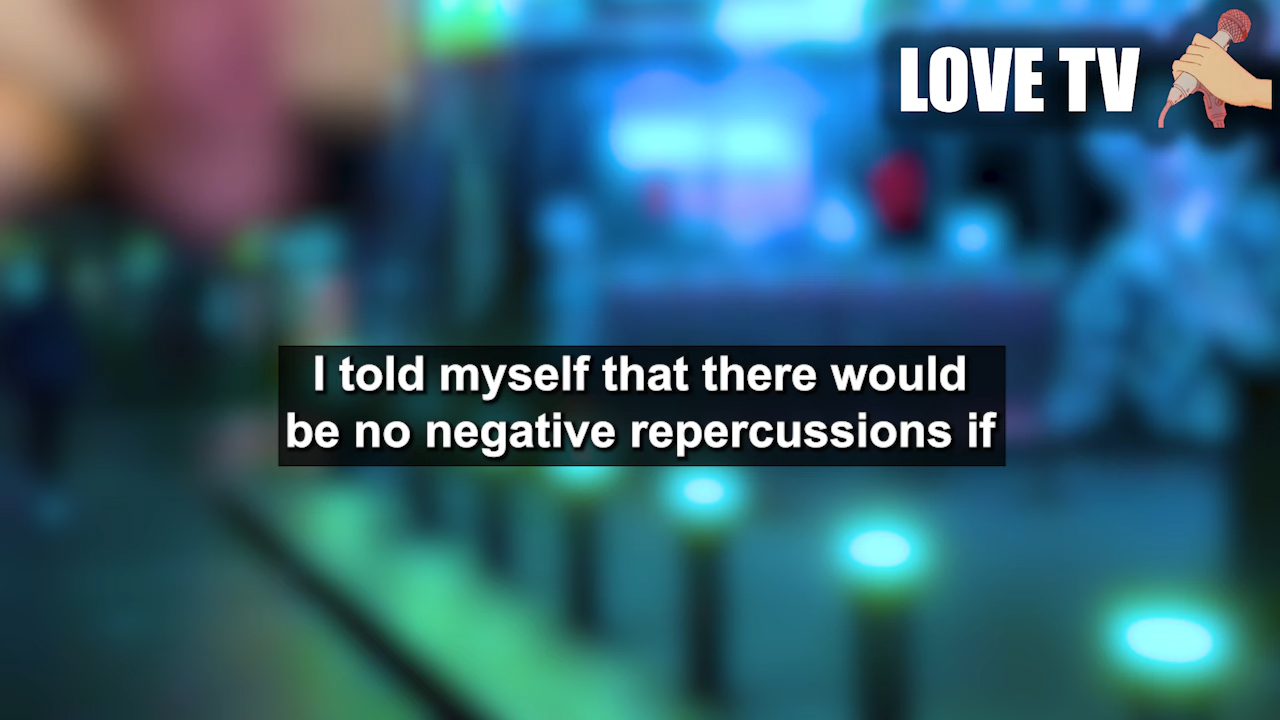 LOVE TV
I told myself that there would
be no negative repercussions if